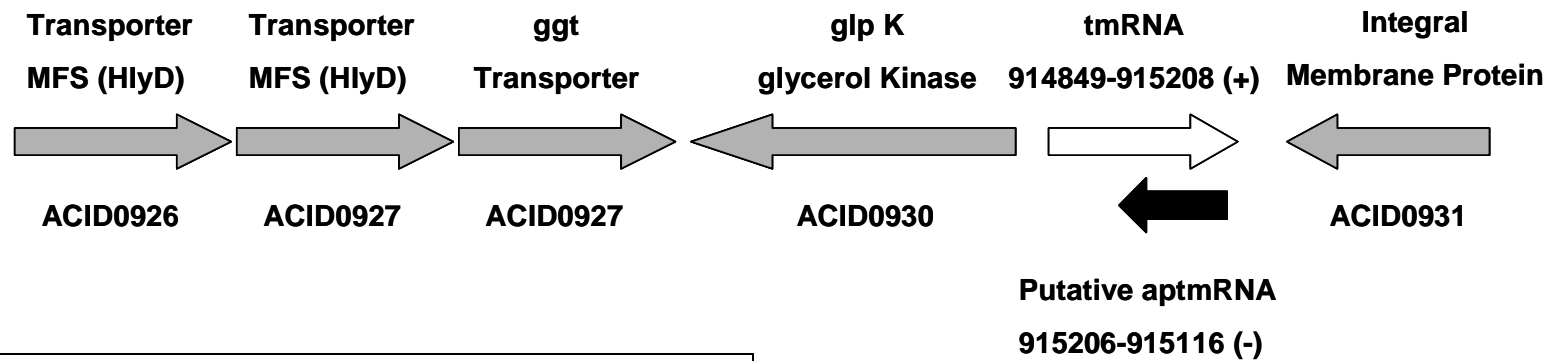 Transporter
MFS (HlyD)
Transporter
MFS (HlyD)
ggt
Transporter
glp K
glycerol Kinase
tmRNA
914849-915208 (+)
Integral
Membrane Protein
ACID0926
ACID0927
ACID0927
ACID0930
ACID0931
Putative aptmRNA
915206-915116 (-)